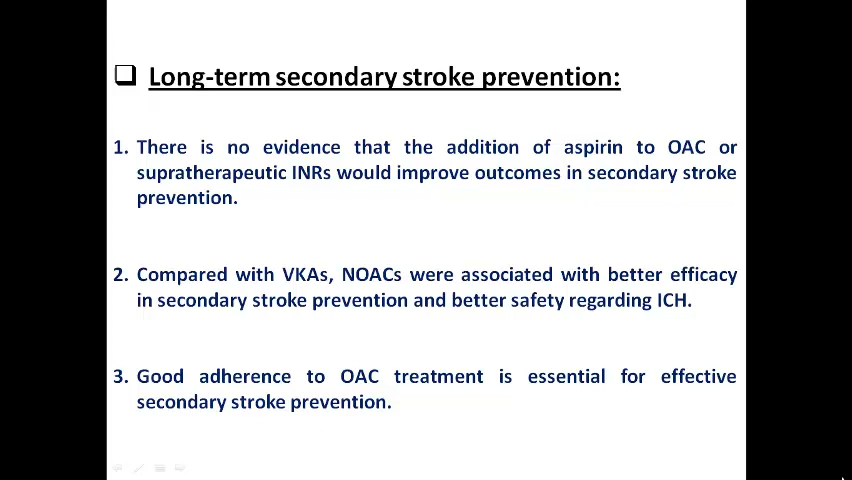 Long-term secondary stroke prevention:
1. There is no evidence that the addition of aspirin to OAC or
supratherapeutic INRs would improve outcomes in secondary stroke
prevention.
2. Compared with VKAs, NOACs were associated with better efficacy
in secondary stroke prevention and better safety regarding ICH.
3. Good adherence to OAC treatment is essential for effective
secondary stroke prevention.